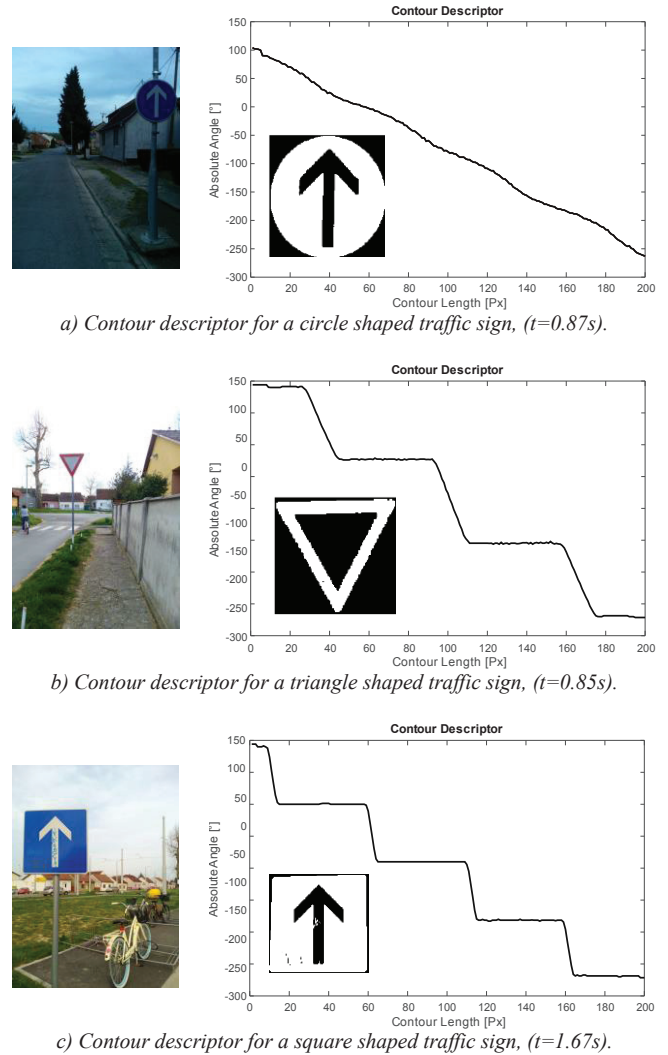 Contour Descriptor
150
100
50
0
-50
-100
-150
-200
-250
-300
Absolute Angle [°]
0 20 40 60 80 100 120 140 160 180 200
Contour Length [Px]
a) Contour descriptor for a circle shaped traffic sign, (t=0.87s).
Contour Descriptor
150
100
50
0
-50
-100
-150
-200
-250
-300
Absolute Angle [°]
0 20 40 60 80 100 120 140 160 180 200
Contour Length [Px]
b) Contour descriptor for a triangle shaped traffic sign, (t=0.85s).
Contour Descriptor
150
100
50
0
-50
-100
-150
-200
-250
-300
Absolute Angle [°]
0 20 40 60 80 100 120 140 160 180 200
Contour Length [Px]
c) Contour descriptor for a square shaped traffic sign, (t=1.67s).